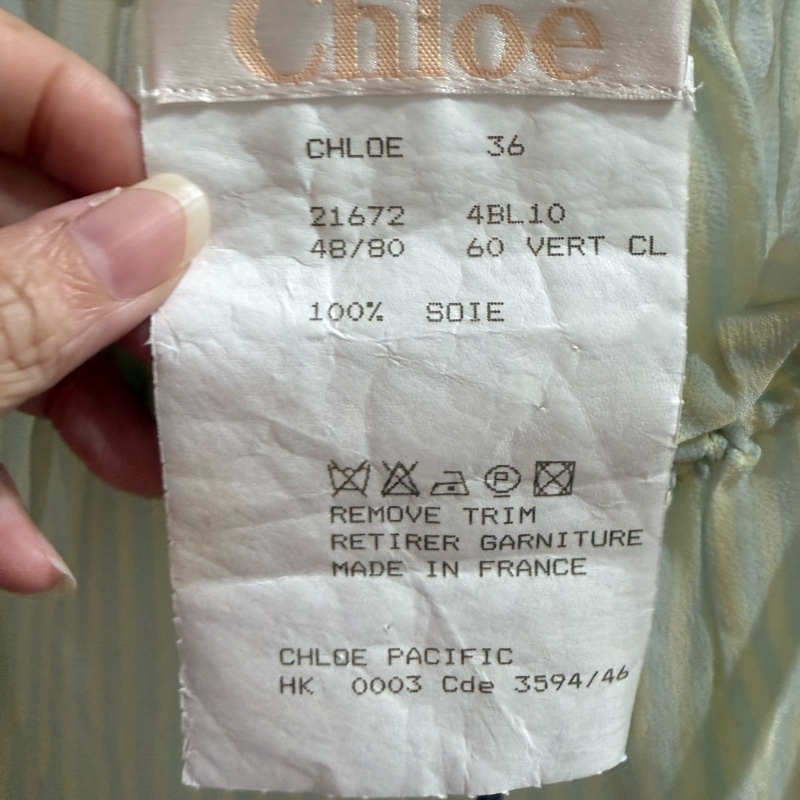 Chloé
CHLOE 36
21672 4BL10
48/80 60 VERT CL
100% SOIE
P
REMOVE TRIM
RETIRER GARNITURE
MADE IN FRANCE
CHLOE PACIFIC
HK 0003 Cde 3594/46